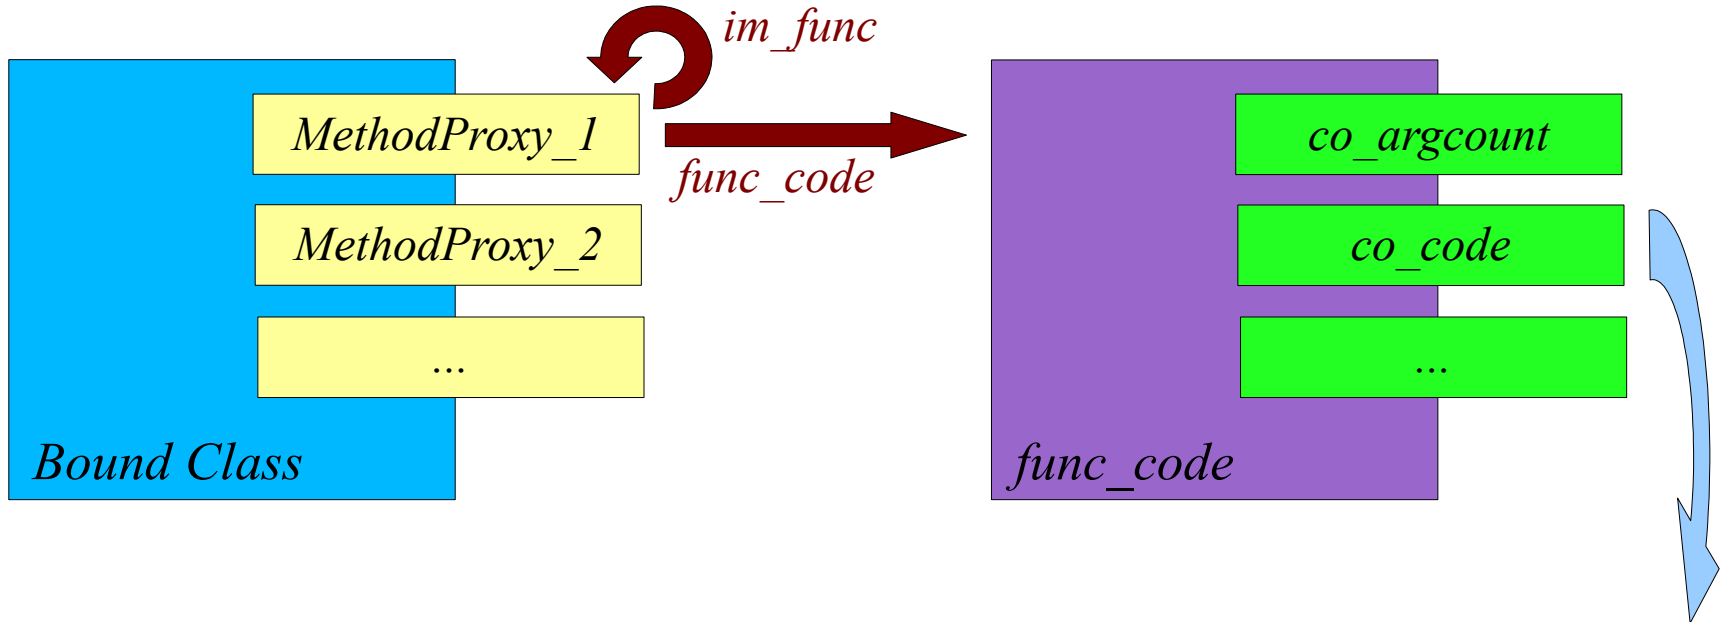 im_func
MethodProxy_1
func_code
MethodProxy_2
...
Bound Class
co_argcount
co_code
...
func_code